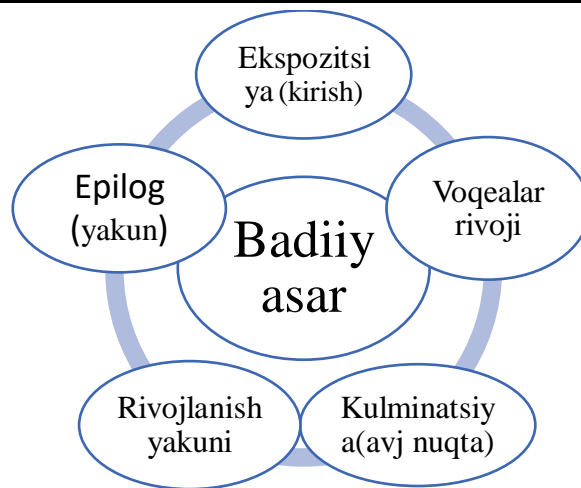 Ekspozitsi
ya (kirish)
Voqealar
rivoji
Kulminatsiy
a(avj nuqta)
Rivojlanish
yakuni
Epilog
(yakun)
Badiiy
asar